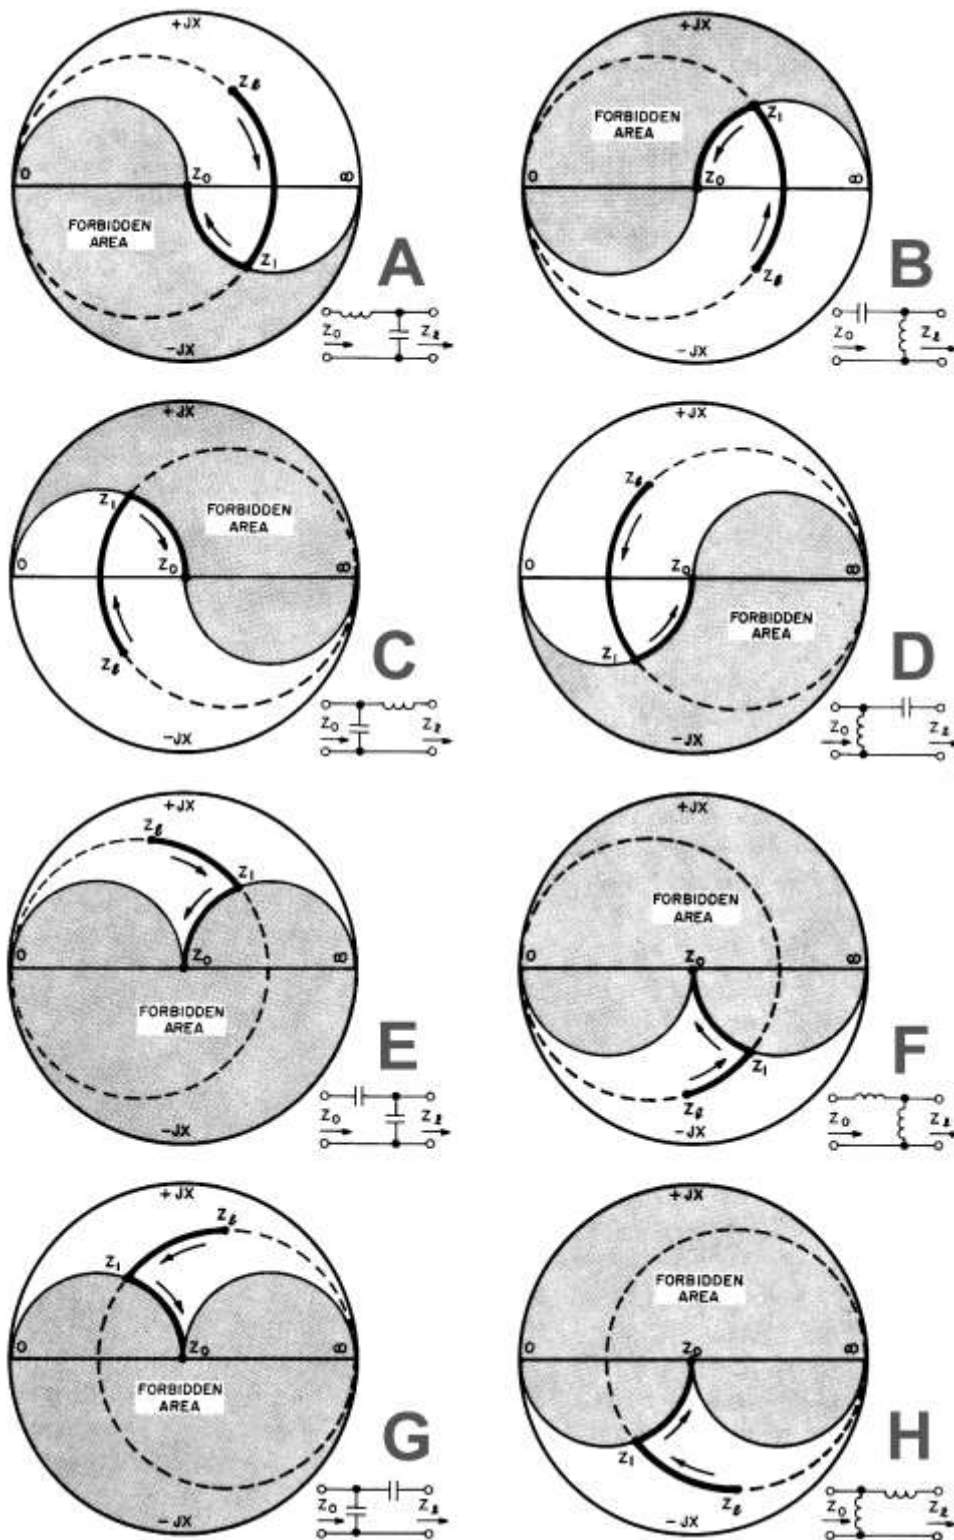 +JX
Zℓ
0
Z0
∞
FORBIDDEN
AREA
Z1
-JX
A
Z0
Zℓ
+JX
FORBIDDEN
AREA
Z1
0
Z0
∞
Zℓ
-JX
B
Z0
Zℓ
+JX
Z1
FORBIDDEN
AREA
0
Z0
∞
Zℓ
-JX
C
Z0
Zℓ
+JX
Zℓ
0
Z0
∞
FORBIDDEN
AREA
Z1
-JX
D
Z0
Zℓ
+JX
Zℓ
Z1
0
Z0
∞
FORBIDDEN
AREA
-JX
E
Z0
Zℓ
+JX
FORBIDDEN
AREA
0
Z0
∞
Z1
Zℓ
-JX
F
Z0
Zℓ
+JX
Zℓ
Z1
0
Z0
∞
FORBIDDEN
AREA
-JX
G
Z0
Zℓ
+JX
FORBIDDEN
AREA
0
Z0
∞
Z1
Zℓ
-JX
H
Z0
Zℓ